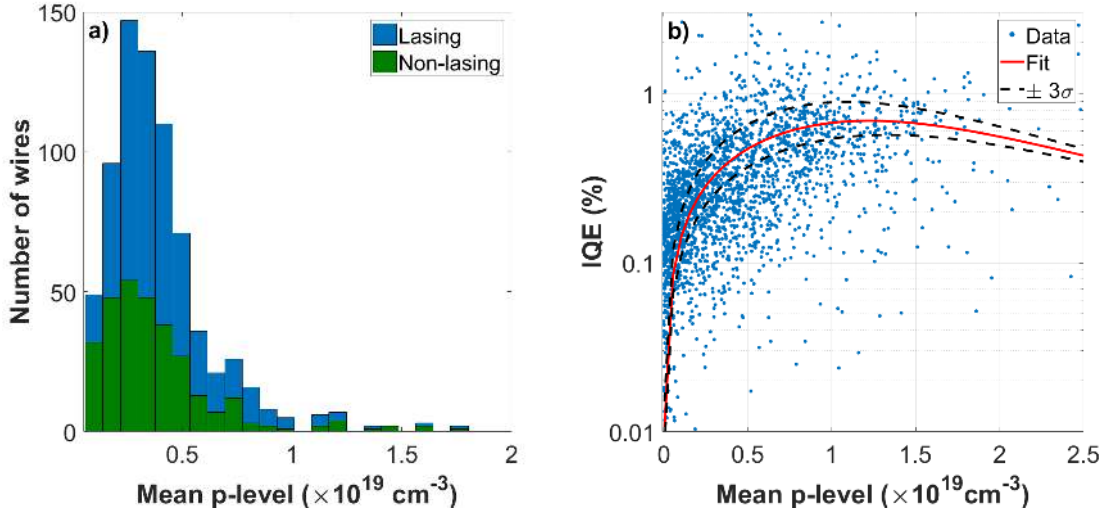 a)
Lasing
Non-lasing
150
100
50
0
0.5
1
1.5
2
Number of wires
Mean p-level (×10¹⁹ cm⁻³)
b)
Data
Fit
± 3σ
1
0.1
0.01
0
0.5
1
1.5
2
2.5
IQE (%)
Mean p-level (×10¹⁹ cm⁻³)